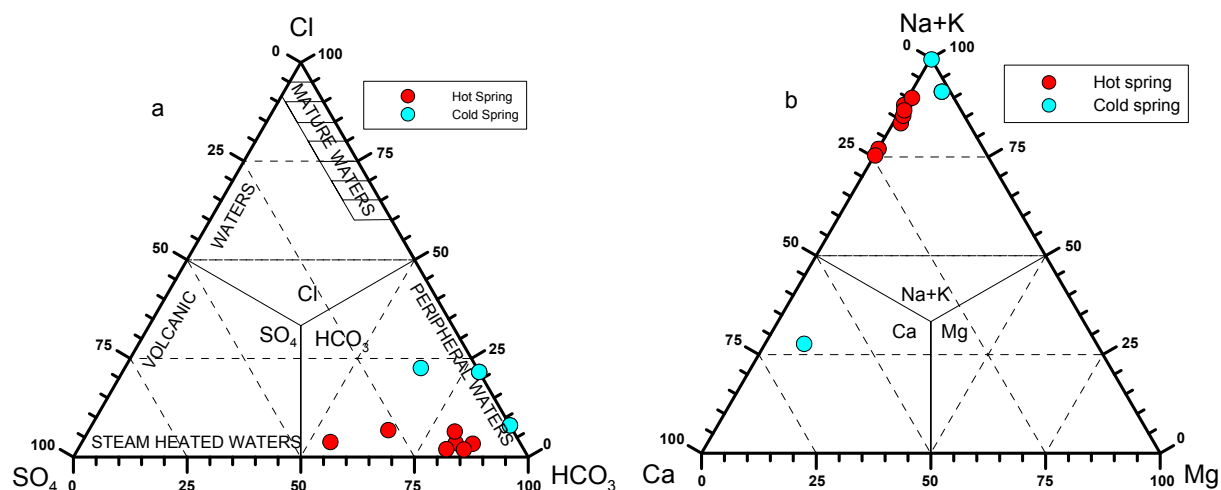 Cl
0
100
a
Hot Spring
Cold Spring
MATURE WATERS
25
75
WATERS
50
50
VOLCANIC
Cl
SO4
HCO3
PERIPHERAL WATERS
75
25
STEAM HEATED WATERS
100
0
SO4
0
25
50
75
100
HCO3
Na+K
0
100
b
Hot spring
Cold spring
25
75
50
50
Na+K
Ca
Mg
75
25
100
0
Ca
0
25
50
75
100
Mg